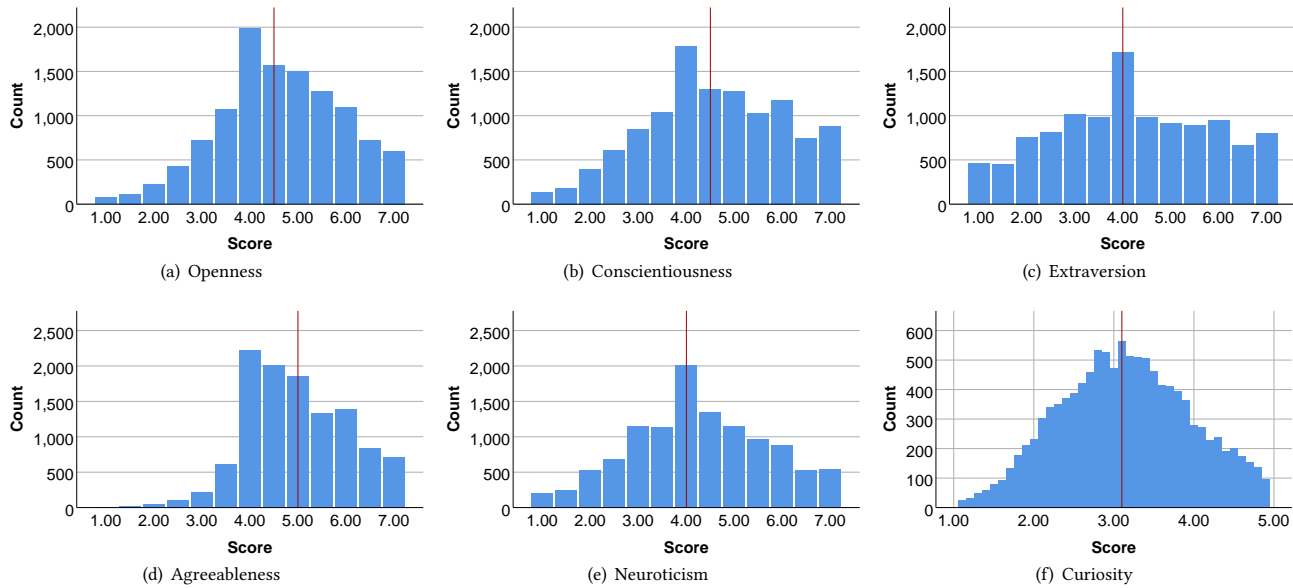 2,000
1,500
1,000
500
0
Count
1.00 2.00 3.00 4.00 5.00 6.00 7.00
Score
(a) Openness
2,000
1,500
1,000
500
0
Count
1.00 2.00 3.00 4.00 5.00 6.00 7.00
Score
(b) Conscientiousness
2,000
1,500
1,000
500
0
Count
1.00 2.00 3.00 4.00 5.00 6.00 7.00
Score
(c) Extraversion
2,500
2,000
1,500
1,000
500
0
Count
1.00 2.00 3.00 4.00 5.00 6.00 7.00
Score
(d) Agreeableness
2,500
2,000
1,500
1,000
500
0
Count
1.00 2.00 3.00 4.00 5.00 6.00 7.00
Score
(e) Neuroticism
600
500
400
300
200
100
0
Count
1.00 2.00 3.00 4.00 5.00
Score
(f) Curiosity